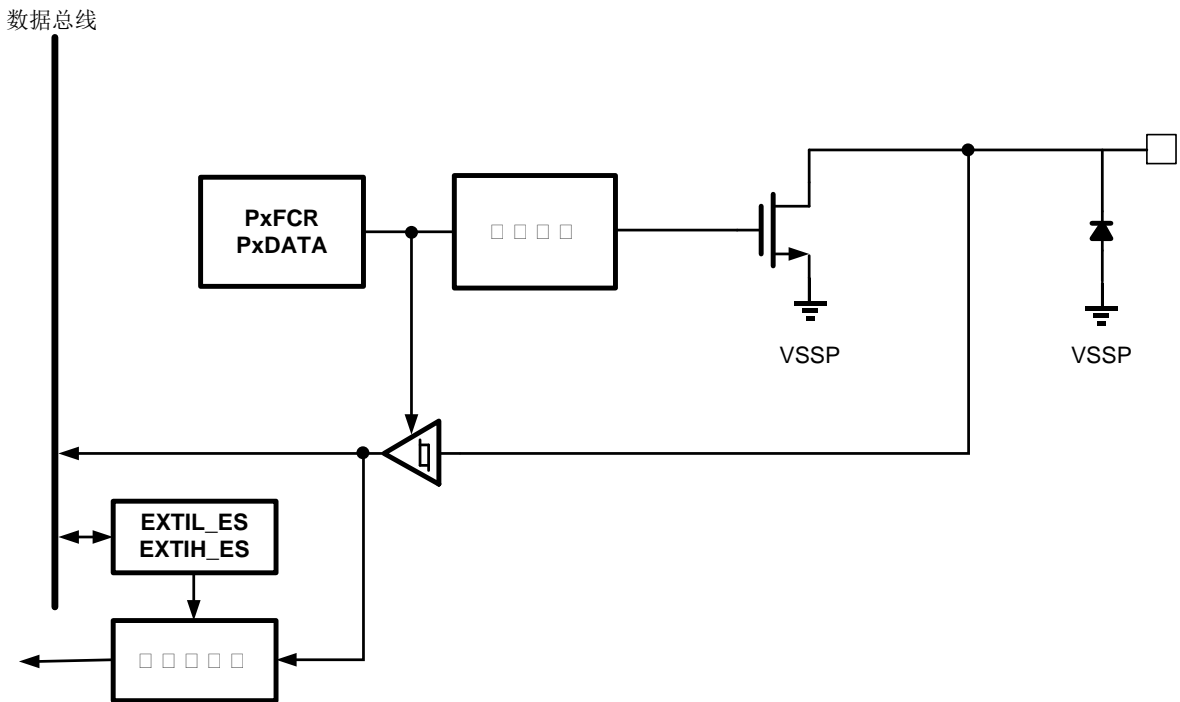 数据总线
PxFCR
PxDATA
VSSP
VSSP
EXTIL_ES
EXTIH_ES